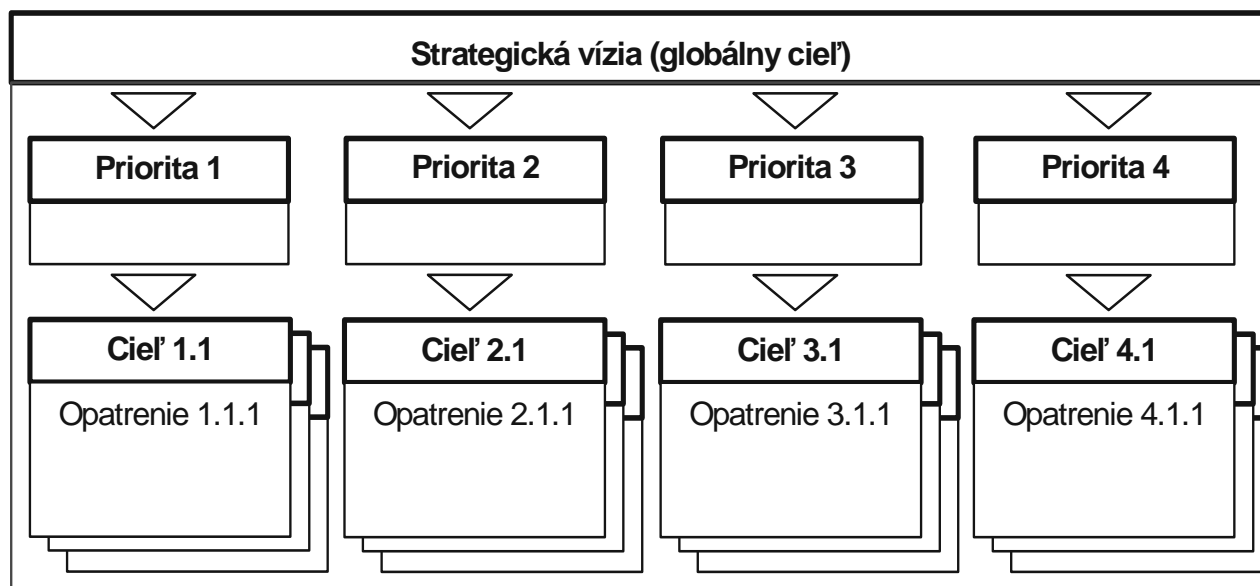 Strategická vízia (globálny cieľ)
Priorita 1
Priorita 2
Priorita 3
Priorita 4
Cieľ 1.1
Cieľ 2.1
Cieľ 3.1
Cieľ 4.1
Opatrenie 1.1.1
Opatrenie 2.1.1
Opatrenie 3.1.1
Opatrenie 4.1.1